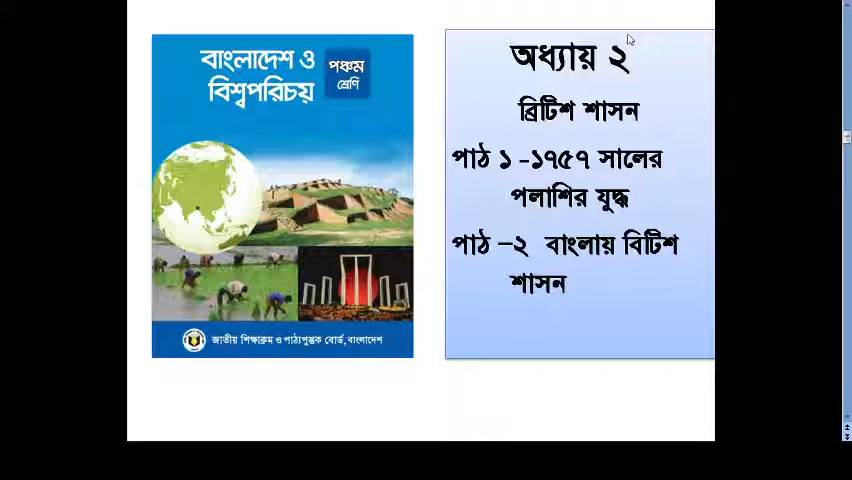 বাংলাদেশ ও
বিশ্বপরিচয়
পঞ্চম
শ্রেণি
জাতীয় শিক্ষাক্রম ও পাঠ্যপুস্তক বোর্ড, বাংলাদেশ
অধ্যায় ২
ব্রিটিশ শাসন
পাঠ ১ -১৭৫৭ সালের
পলাশির যুদ্ধ
পাঠ –২ বাংলায় বিটিশ
শাসন